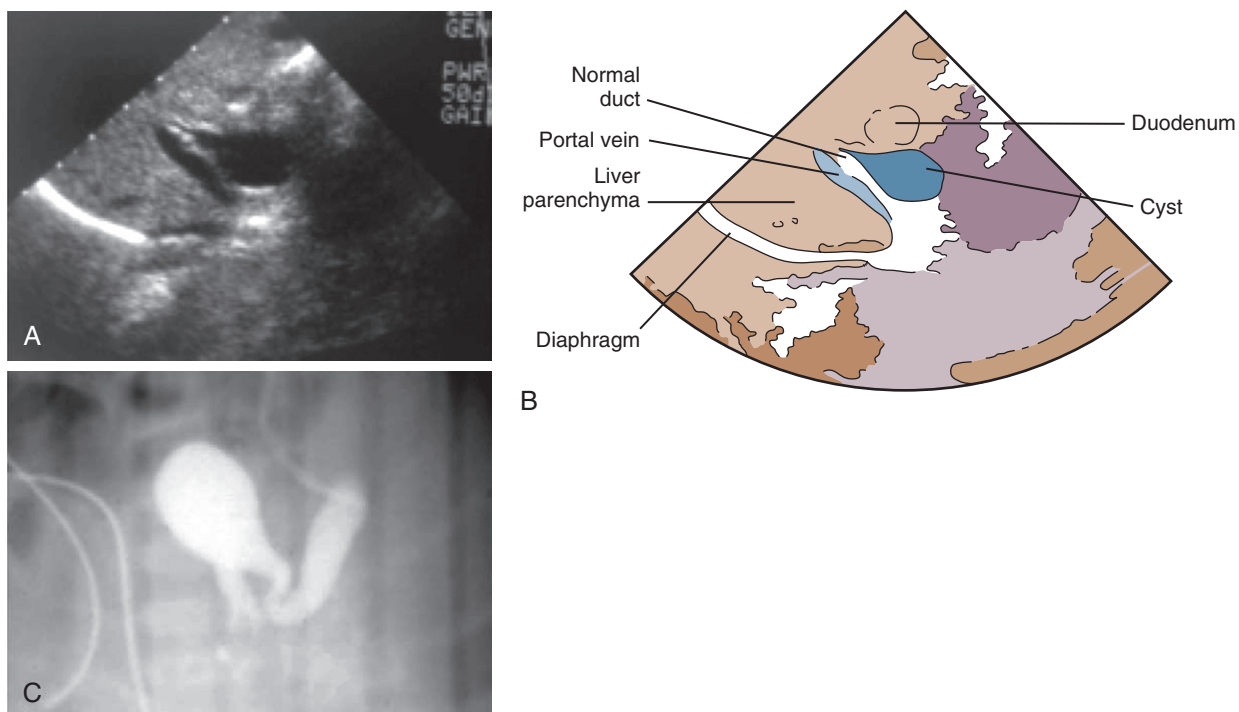 GEN
PWR
50d
GAI
A
Normal
duct
Portal vein
Liver
parenchyma
Diaphragm
Duodenum
Cyst
B
C